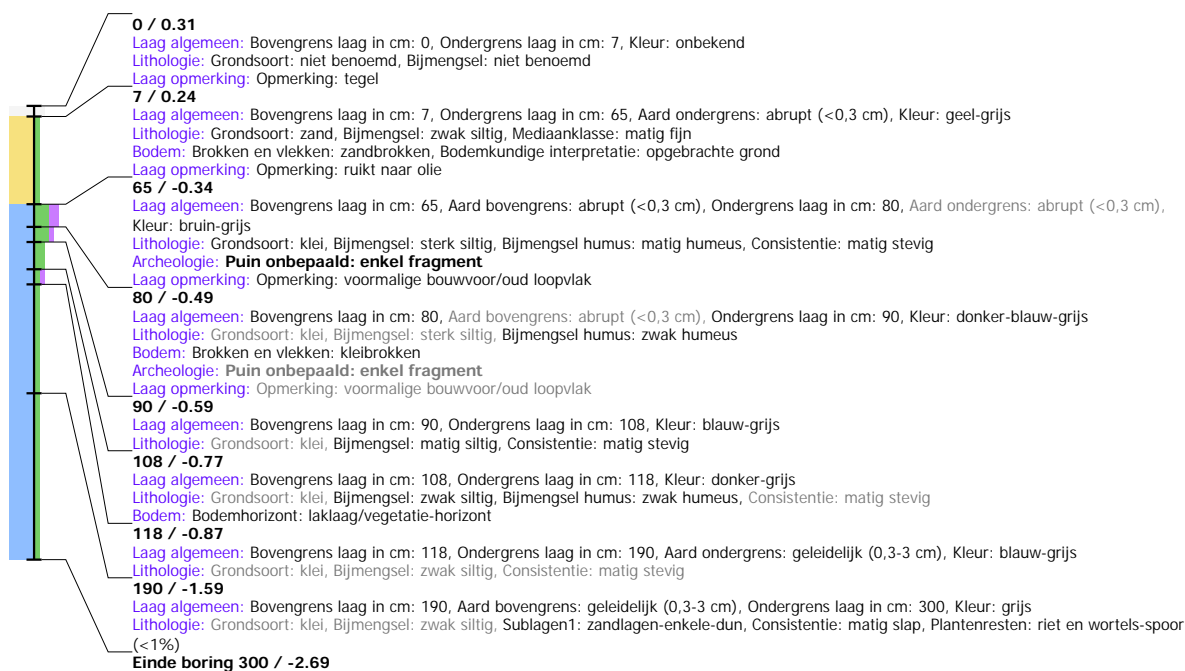 0 / 0.31
Laag algemeen: Bovengrens laag in cm: 0, Ondergrens laag in cm: 7, Kleur: onbekend
Lithologie: Grondsoort: niet benoemd, Bijmengsel: niet benoemd
Laag opmerking: Opmerking: tegel
7 / 0.24
Laag algemeen: Bovengrens laag in cm: 7, Ondergrens laag in cm: 65, Aard ondergrens: abrupt (<0,3 cm), Kleur: geel-grijs
Lithologie: Grondsoort: zand, Bijmengsel: zwak siltig, Mediaanklasse: matig fijn
Bodem: Brokken en vlekken: zandbrokken, Bodemkundige interpretatie: opgebrachte grond
Laag opmerking: Opmerking: ruikt naar olie
65 / -0.34
Laag algemeen: Bovengrens laag in cm: 65, Aard bovengrens: abrupt (<0,3 cm), Ondergrens laag in cm: 80, Aard ondergrens: abrupt (<0,3 cm),
Kleur: bruin-grijs
Lithologie: Grondsoort: klei, Bijmengsel: sterk siltig, Bijmengsel humus: matig humeus, Consistentie: matig stevig
Archeologie: Puin onbepaald: enkel fragment
Laag opmerking: Opmerking: voormalige bouwvoor/oud loopvlak
80 / -0.49
Laag algemeen: Bovengrens laag in cm: 80, Aard bovengrens: abrupt (<0,3 cm), Ondergrens laag in cm: 90, Kleur: donker-blauw-grijs
Lithologie: Grondsoort: klei, Bijmengsel: sterk siltig, Bijmengsel humus: zwak humeus
Bodem: Brokken en vlekken: kleibrokken
Archeologie: Puin onbepaald: enkel fragment
Laag opmerking: Opmerking: voormalige bouwvoor/oud loopvlak
90 / -0.59
Laag algemeen: Bovengrens laag in cm: 90, Ondergrens laag in cm: 108, Kleur: blauw-grijs
Lithologie: Grondsoort: klei, Bijmengsel: matig siltig, Consistentie: matig stevig
108 / -0.77
Laag algemeen: Bovengrens laag in cm: 108, Ondergrens laag in cm: 118, Kleur: donker-grijs
Lithologie: Grondsoort: klei, Bijmengsel: zwak siltig, Bijmengsel humus: zwak humeus, Consistentie: matig stevig
Bodem: Bodemhorizont: laklaag/vegetatie-horizont
118 / -0.87
Laag algemeen: Bovengrens laag in cm: 118, Ondergrens laag in cm: 190, Aard ondergrens: geleidelijk (0,3-3 cm), Kleur: blauw-grijs
Lithologie: Grondsoort: klei, Bijmengsel: zwak siltig, Consistentie: matig stevig
190 / -1.59
Laag algemeen: Bovengrens laag in cm: 190, Aard bovengrens: geleidelijk (0,3-3 cm), Ondergrens laag in cm: 300, Kleur: grijs
Lithologie: Grondsoort: klei, Bijmengsel: zwak siltig, Sublagen1: zandlagen-enkele-dun, Consistentie: matig slap, Plantenresten: riet en wortels-spoor
(<1%)
Einde boring 300 / -2.69